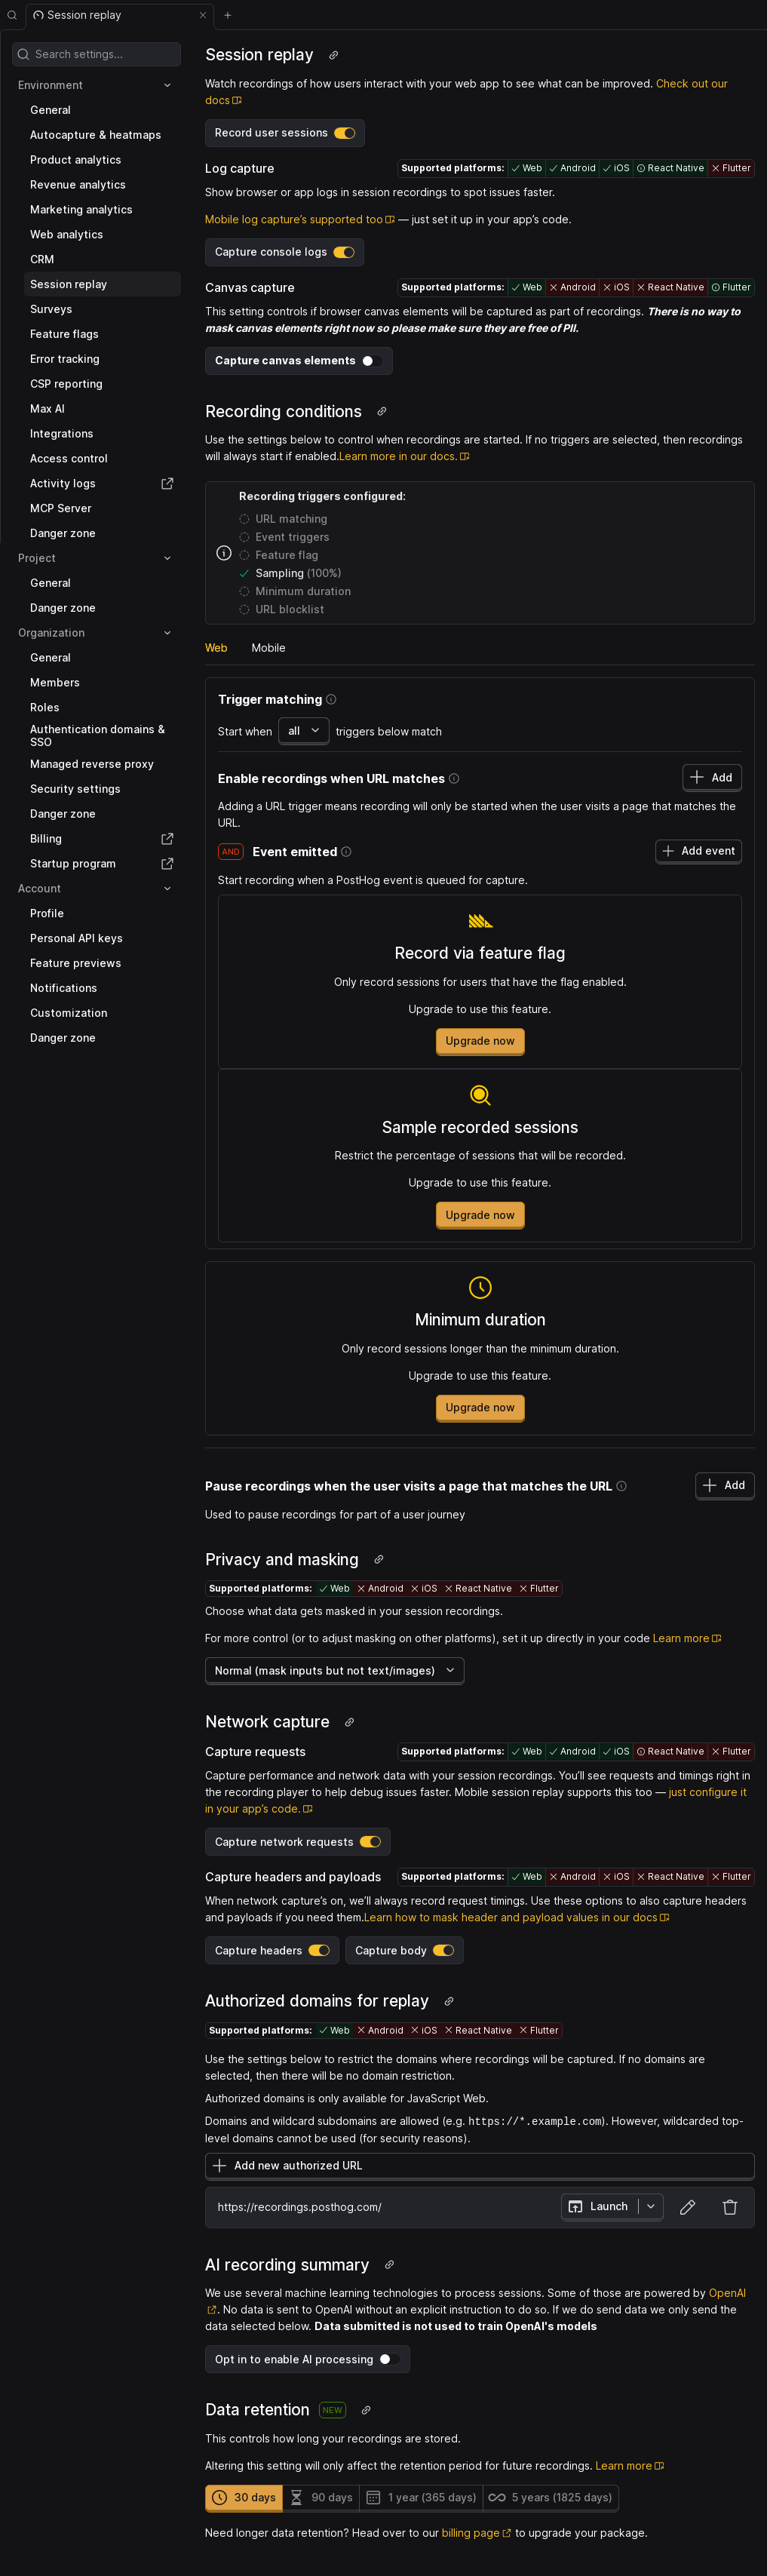 Session replay
Search settings...
Environment
General
Autocapture & heatmaps
Product analytics
Revenue analytics
Marketing analytics
Web analytics
CRM
Session replay
Surveys
Feature flags
Error tracking
CSP reporting
Max AI
Integrations
Access control
Activity logs
MCP Server
Danger zone
Project
General
Danger zone
Organization
General
Members
Roles
Authentication domains &
SSO
Managed reverse proxy
Security settings
Danger zone
Billing
Startup program
Account
Profile
Personal API keys
Feature previews
Notifications
Customization
Danger zone
Session replay
Watch recordings of how users interact with your web app to see what can be improved. Check out our
docs
Record user sessions
Log capture
Supported platforms: Web Android iOS React Native Flutter
Show browser or app logs in session recordings to spot issues faster.
Mobile log capture’s supported too — just set it up in your app’s code.
Capture console logs
Canvas capture
Supported platforms: Web Android iOS React Native Flutter
This setting controls if browser canvas elements will be captured as part of recordings. There is no way to
mask canvas elements right now so please make sure they are free of PII.
Capture canvas elements
Recording conditions
Use the settings below to control when recordings are started. If no triggers are selected, then recordings
will always start if enabled.Learn more in our docs.
Recording triggers configured:
URL matching
Event triggers
Feature flag
Sampling (100%)
Minimum duration
URL blocklist
Web Mobile
Trigger matching
Start when all triggers below match
Enable recordings when URL matches
Add
Adding a URL trigger means recording will only be started when the user visits a page that matches the
URL.
AND Event emitted
Add event
Start recording when a PostHog event is queued for capture.
Record via feature flag
Only record sessions for users that have the flag enabled.
Upgrade to use this feature.
Upgrade now
Sample recorded sessions
Restrict the percentage of sessions that will be recorded.
Upgrade to use this feature.
Upgrade now
Minimum duration
Only record sessions longer than the minimum duration.
Upgrade to use this feature.
Upgrade now
Pause recordings when the user visits a page that matches the URL
Add
Used to pause recordings for part of a user journey
Privacy and masking
Supported platforms: Web Android iOS React Native Flutter
Choose what data gets masked in your session recordings.
For more control (or to adjust masking on other platforms), set it up directly in your code Learn more
Normal (mask inputs but not text/images)
Network capture
Capture requests
Supported platforms: Web Android iOS React Native Flutter
Capture performance and network data with your session recordings. You’ll see requests and timings right in
the recording player to help debug issues faster. Mobile session replay supports this too — just configure it
in your app’s code.
Capture network requests
Capture headers and payloads
Supported platforms: Web Android iOS React Native Flutter
When network capture’s on, we’ll always record request timings. Use these options to also capture headers
and payloads if you need them.Learn how to mask header and payload values in our docs
Capture headers Capture body
Authorized domains for replay
Supported platforms: Web Android iOS React Native Flutter
Use the settings below to restrict the domains where recordings will be captured. If no domains are
selected, then there will be no domain restriction.
Authorized domains is only available for JavaScript Web.
Domains and wildcard subdomains are allowed (e.g. https://*.example.com). However, wildcarded top-
level domains cannot be used (for security reasons).
Add new authorized URL
https://recordings.posthog.com/
Launch
AI recording summary
We use several machine learning technologies to process sessions. Some of those are powered by OpenAI
. No data is sent to OpenAI without an explicit instruction to do so. If we do send data we only send the
data selected below. Data submitted is not used to train OpenAI's models
Opt in to enable AI processing
Data retention NEW
This controls how long your recordings are stored.
Altering this setting will only affect the retention period for future recordings. Learn more
30 days 90 days 1 year (365 days) 5 years (1825 days)
Need longer data retention? Head over to our billing page to upgrade your package.